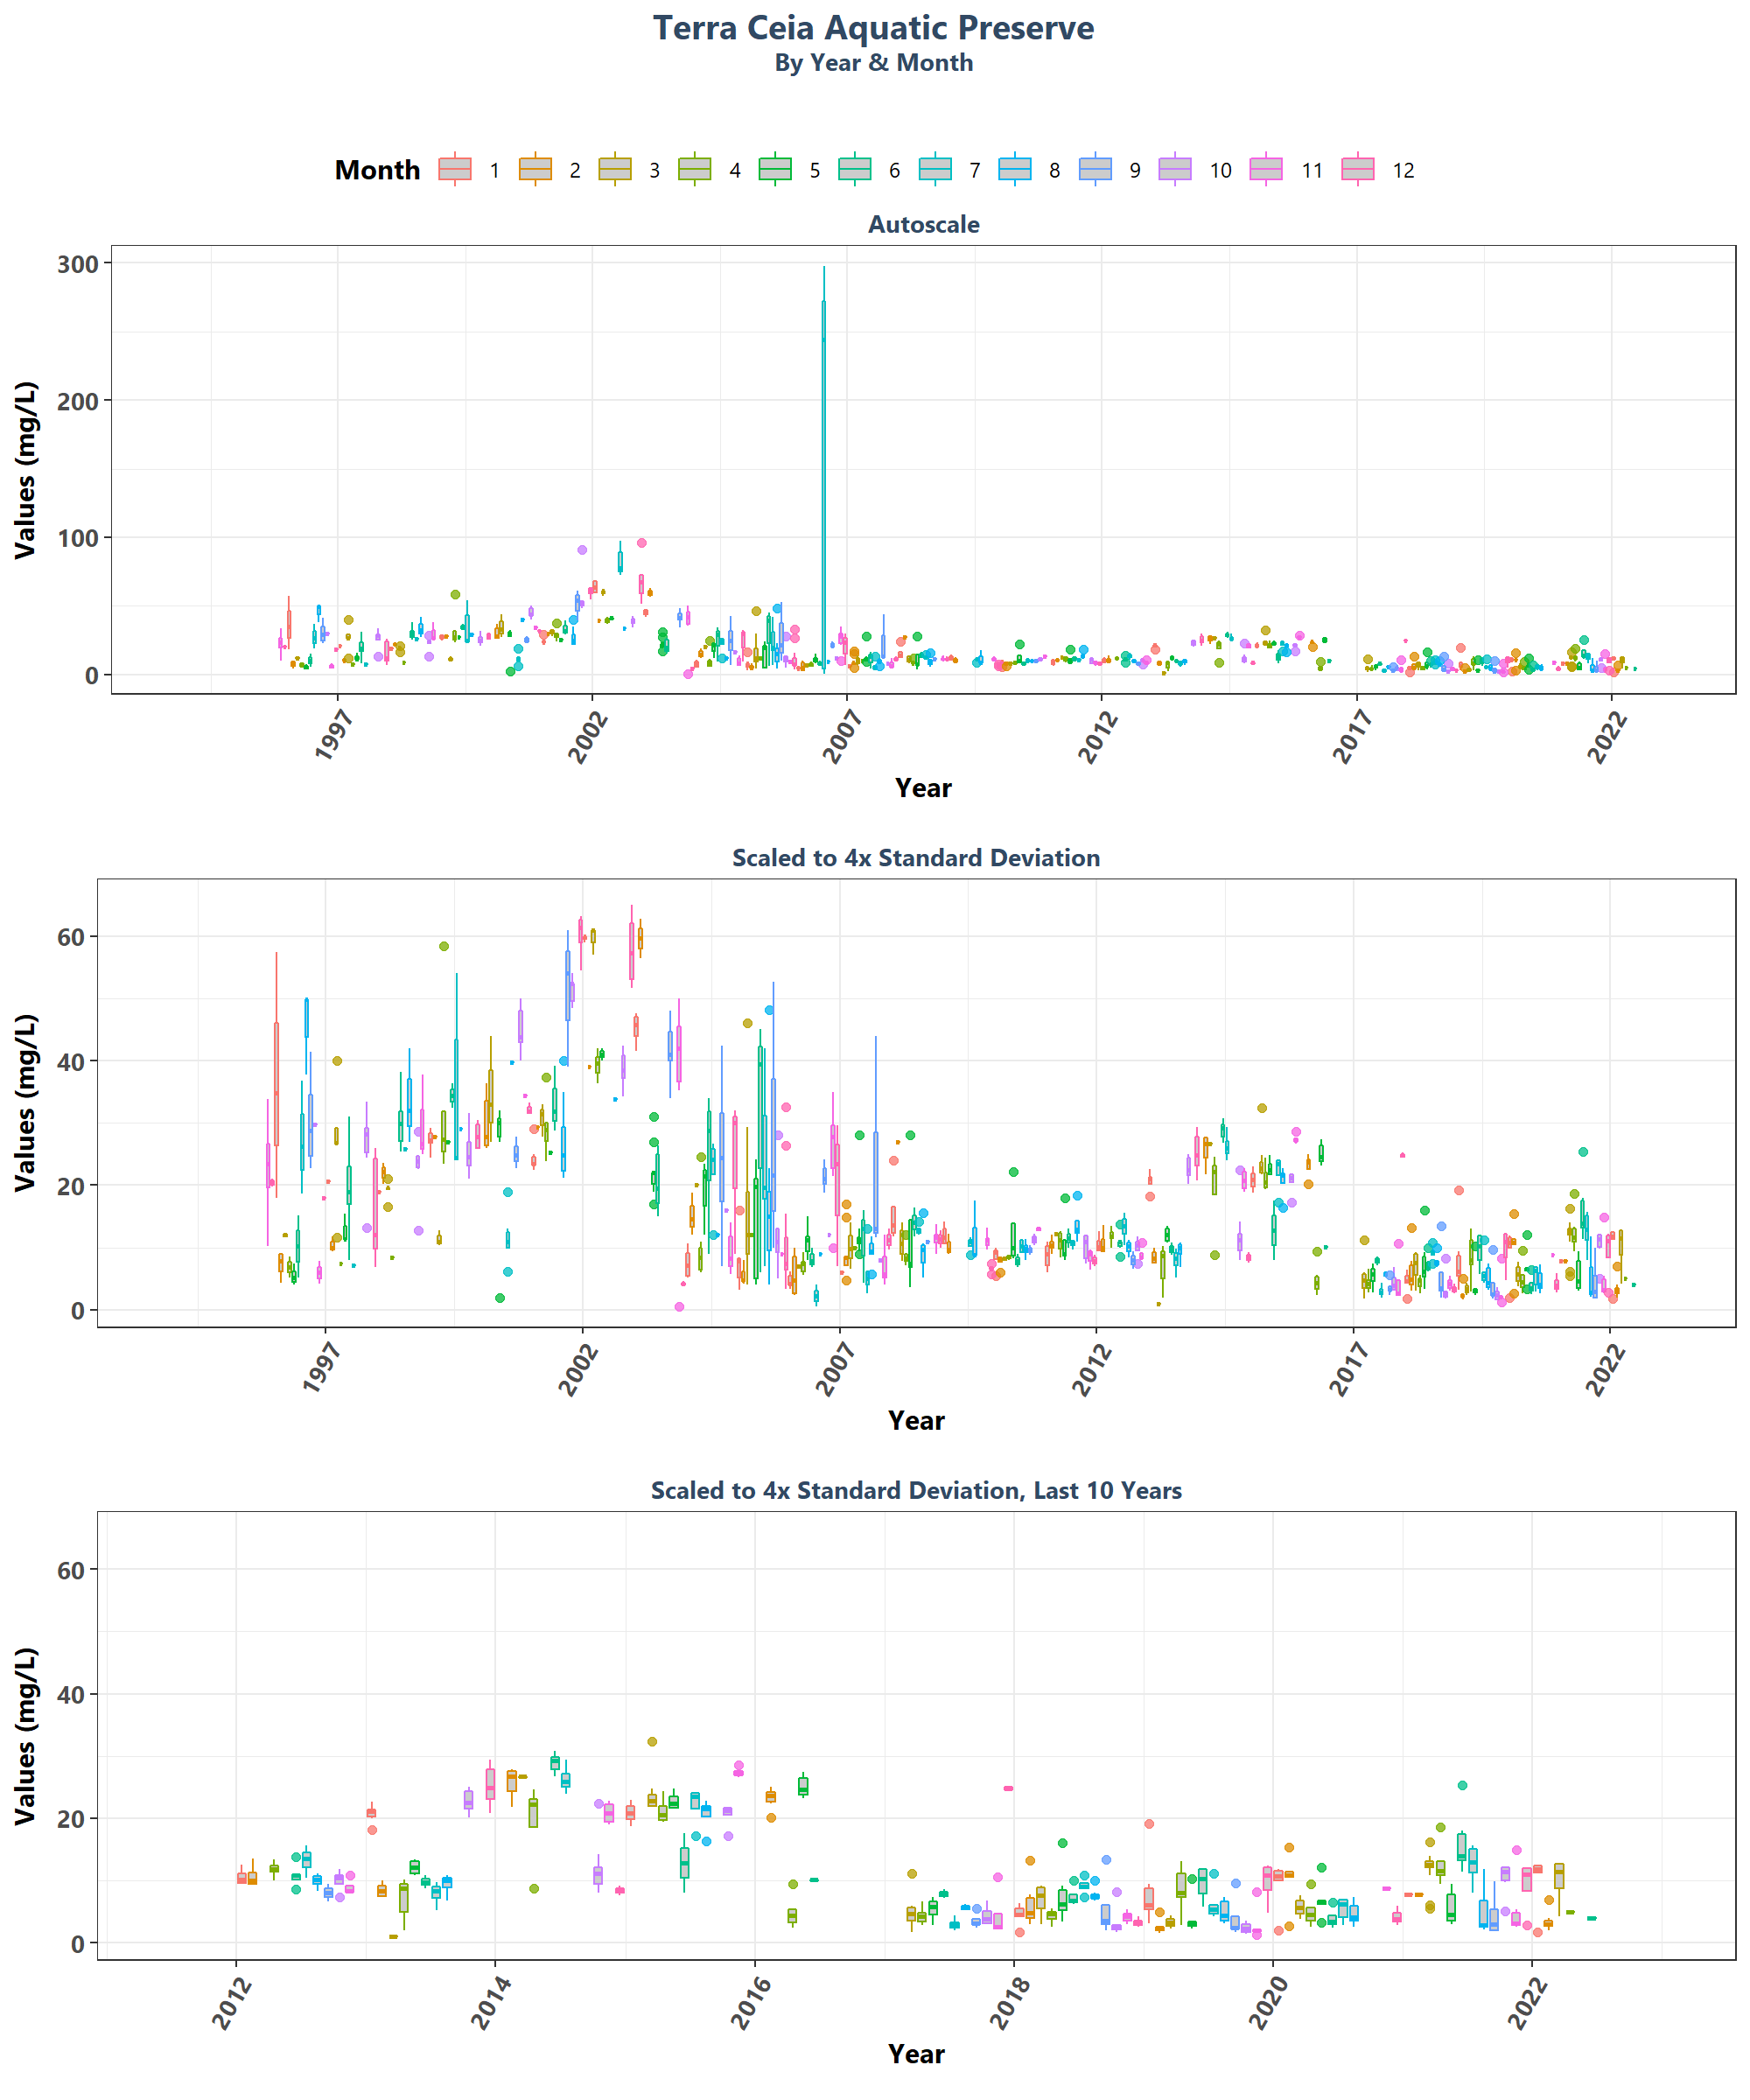 Terra Ceia Aquatic Preserve
By Year & Month
Month 1 2 3 4 5 6 7 8 9 10 11 12
Autoscale
Values (mg/L)
300
200
100
0
1997 2002 2007 2012 2017 2022
Year
Scaled to 4x Standard Deviation
Values (mg/L)
60
40
20
0
1997 2002 2007 2012 2017 2022
Year
Scaled to 4x Standard Deviation, Last 10 Years
Values (mg/L)
60
40
20
0
2012 2014 2016 2018 2020 2022
Year